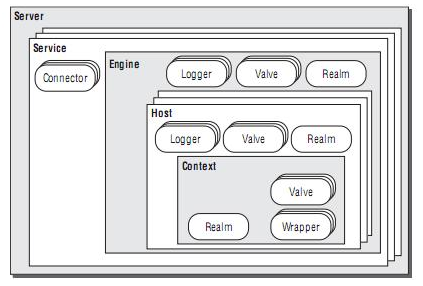 Server
Service
Connector
Engine
Logger
Valve
Realm
Host
Logger
Valve
Realm
Context
Valve
Realm
Wrapper